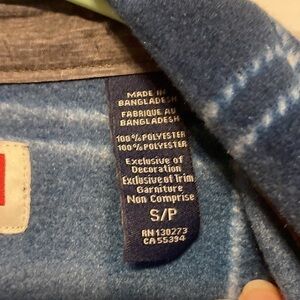 MADE IN
BANGLADESH
FABRIQUE AU
BANGLADESH
100% POLYESTER
100% POLYESTER
Exclusive of
Decoration
Exclusive of Trim
Garniture
Non Comprise
S/P
RN 130273
CA 55394